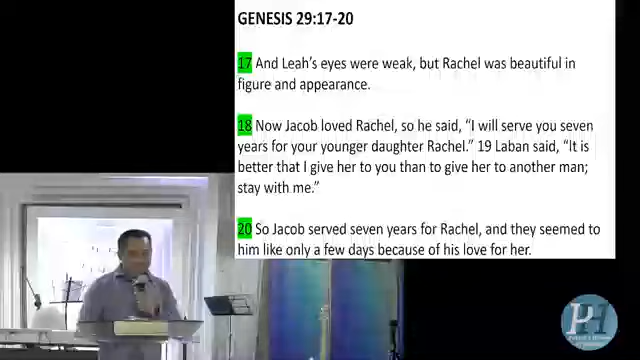 GENESIS 29:17-20
17 And Leah's eyes were weak, but Rachel was beautiful in
figure and appearance.
18 Now Jacob loved Rachel, so he said, "I will serve you seven
years for your younger daughter Rachel." 19 Laban said, "It is
better that I give her to you than to give her to another man;
stay with me."
20 So Jacob served seven years for Rachel, and they seemed to
him like only a few days because of his love for her.